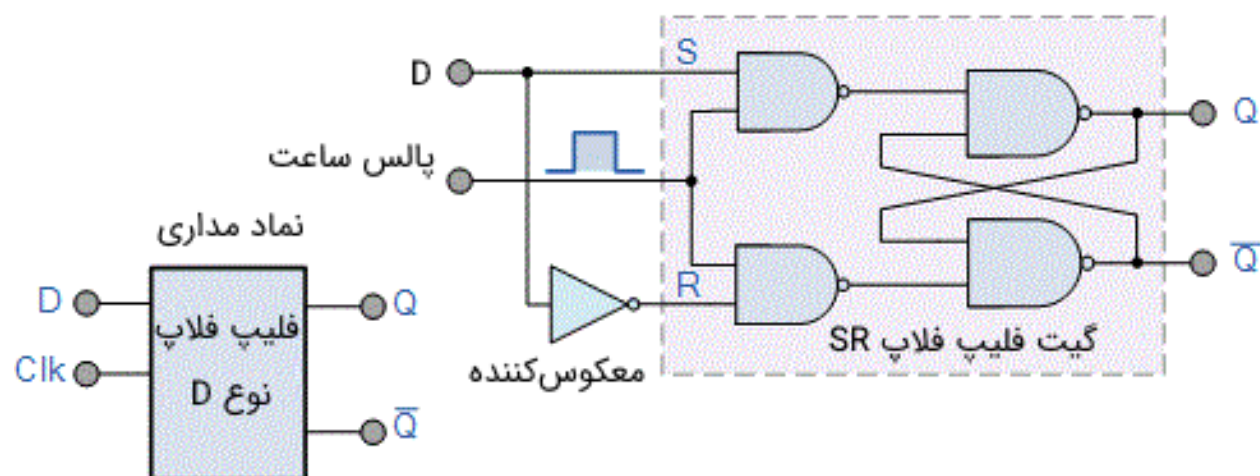 D
S
Q
پالس ساعت
R
Q̅
معکوس‌کننده
گیت فلیپ فلاپ SR
نماد مداری
D
Q
فلیپ فلاپ
Clk
نوع D
Q̅